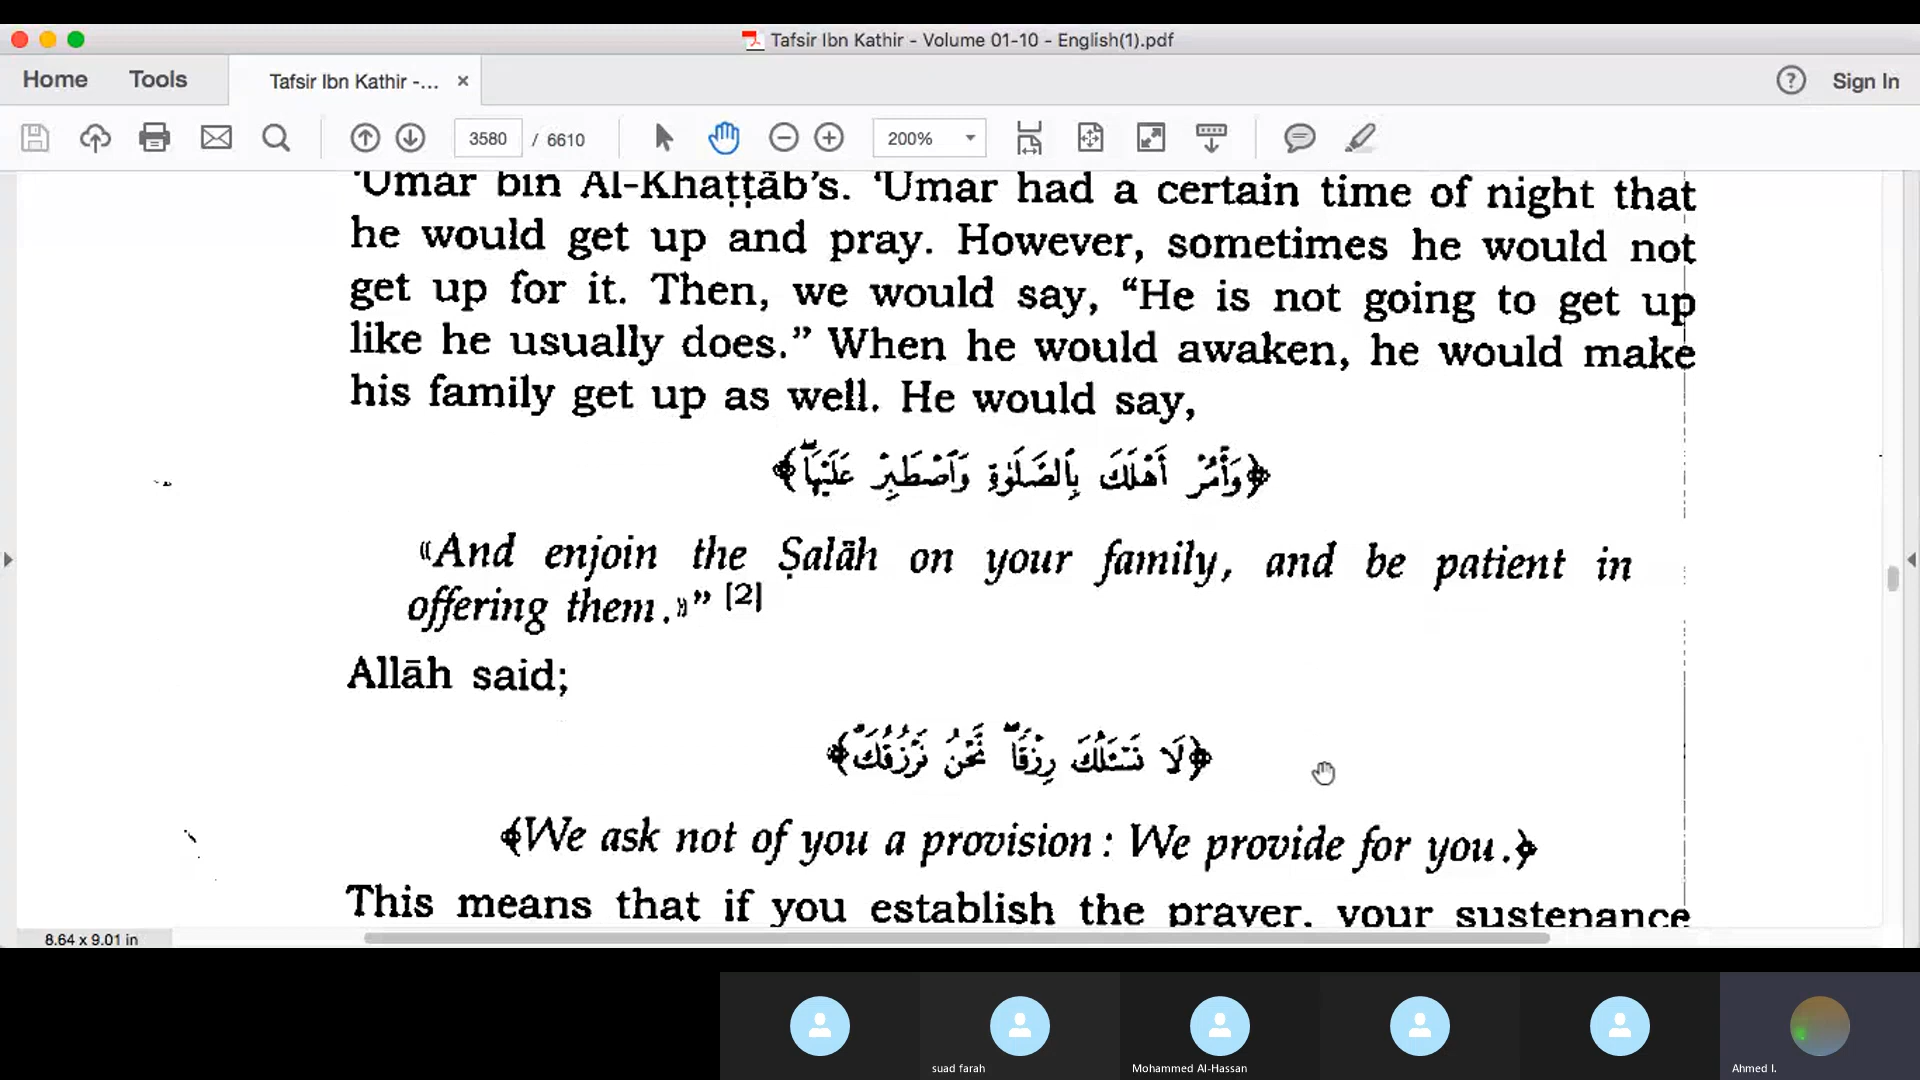 Tafsir Ibn Kathir - Volume 01-10 - English(1).pdf
Home Tools Tafsir Ibn Kathir -... × ? Sign In
3580 / 6610 200%
'Umar bin Al-Khaṭṭāb's. 'Umar had a certain time of night that
he would get up and pray. However, sometimes he would not
get up for it. Then, we would say, “He is not going to get up
like he usually does.” When he would awaken, he would make
his family get up as well. He would say,
﴿وَأْمُرْ أَهْلَكَ بِٱلصَّلَوٰةِ وَٱصْطَبِرْ عَلَيْهَا ۖ﴾
«And enjoin the Ṣalāh on your family, and be patient in
offering them.»” [2]
Allāh said;
﴿لَا نَسْـَٔلُكَ رِزْقًا ۖ نَّحْنُ نَرْزُقُكَ ۗ﴾
﴾We ask not of you a provision: We provide for you.﴿
This means that if you establish the prayer, your sustenance
8.64 x 9.01 in
suad farah
Mohammed Al-Hassan
Ahmed I.